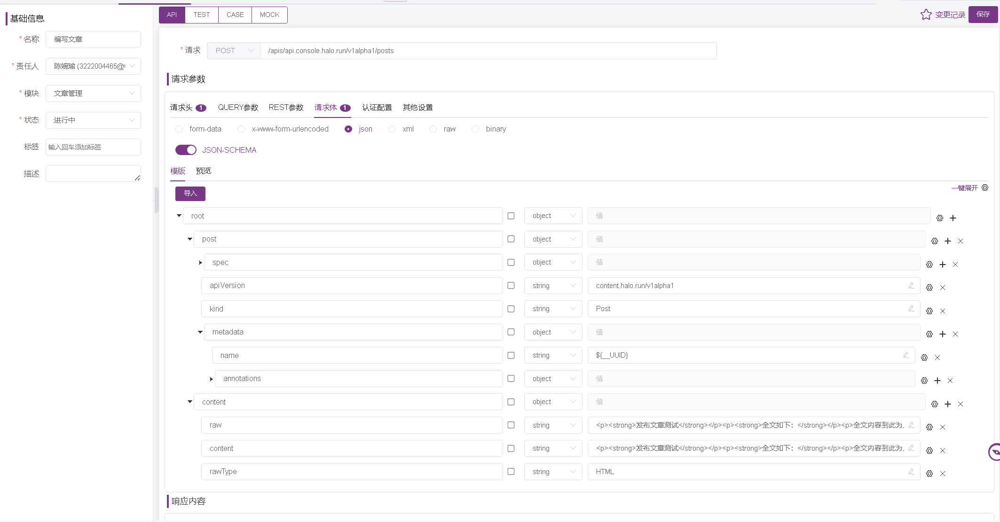 基础信息
* 名称 编写文章
* 责任人 陈婉瑜 (3222004465@
* 模块 文章管理
* 状态 进行中
标签 输入回车添加标签
描述
API TEST CASE MOCK
变更记录 保存
* 请求 POST /apis/api.console.halo.run/v1alpha1/posts
请求参数
请求头 1 QUERY参数 REST参数 请求体 1 认证配置 其他设置
form-data x-www-form-urlencoded json xml raw binary
JSON-SCHEMA
模版 预览
导入 一键展开
root object 值
post object 值
spec object 值
apiVersion string content.halo.run/v1alpha1
kind string Post
metadata object 值
name string ${__UUID}
annotations object 值
content object 值
raw string <p><strong>发布文章测试</strong></p><p><strong>全文如下：</strong></p><p>全文内容到此为
content string <p><strong>发布文章测试</strong></p><p><strong>全文如下：</strong></p><p>全文内容到此为
rawType string HTML
响应内容